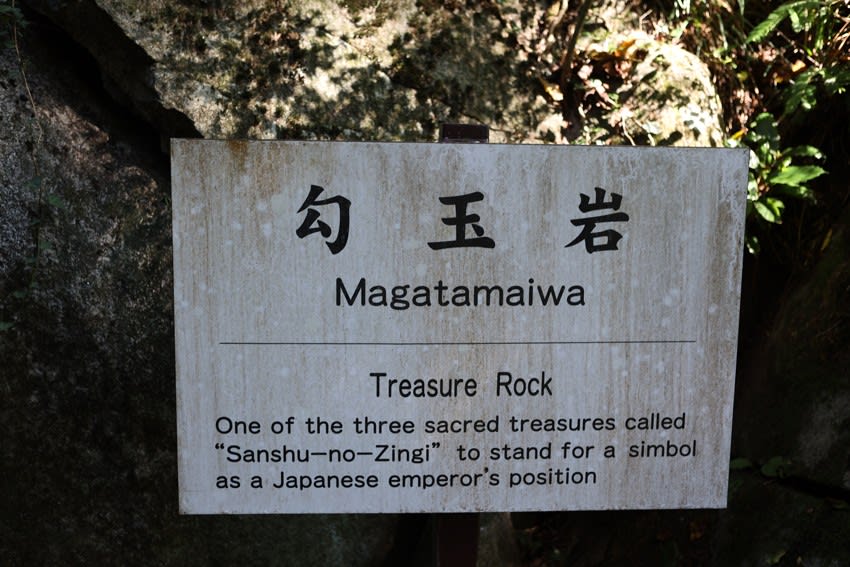 勾玉岩
Magatamaiwa
Treasure Rock
One of the three sacred treasures called
“Sanshu-no-Zingi” to stand for a simbol
as a Japanese emperor's position